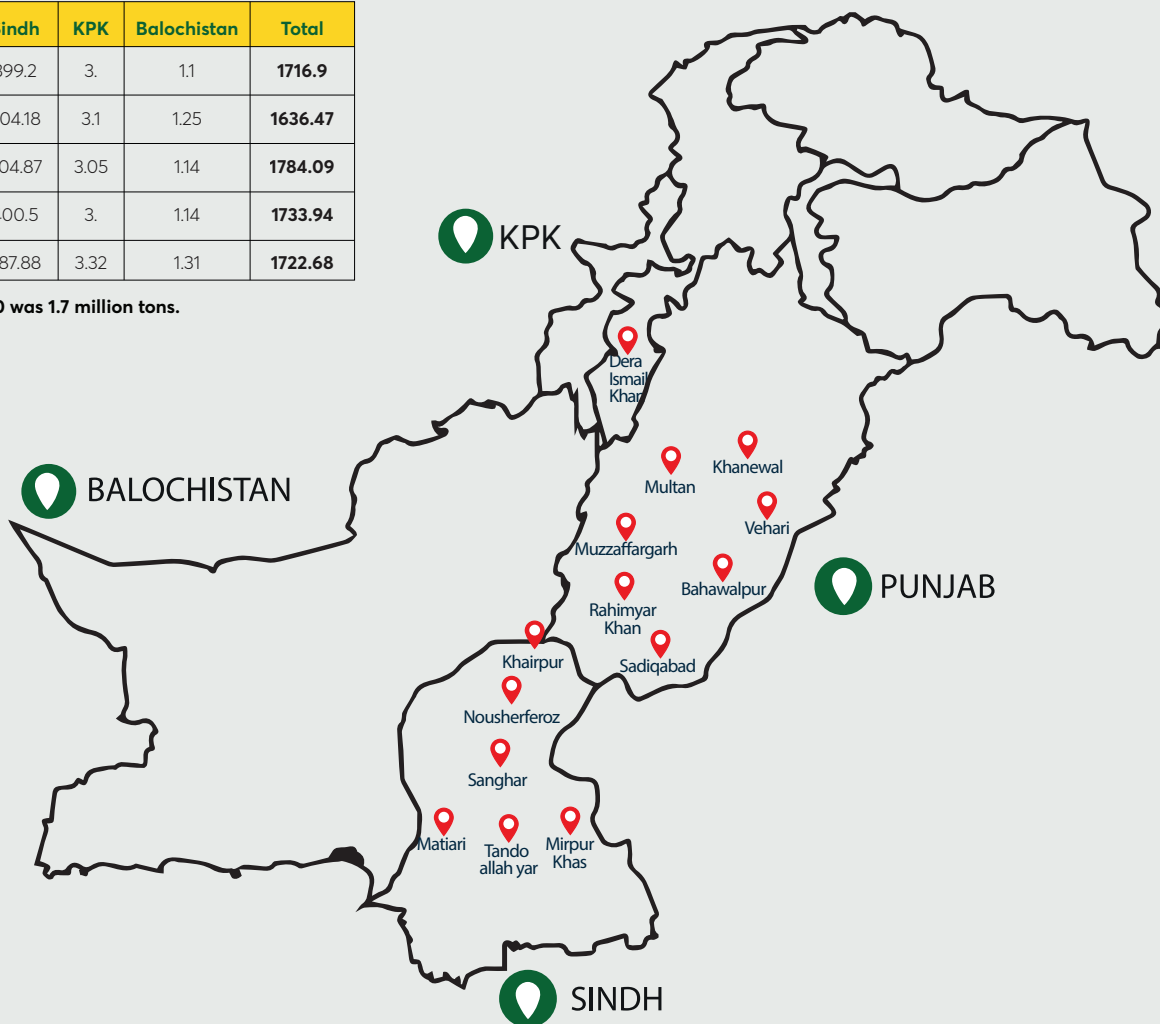 Sindh KPK Balochistan Total
399.2 3. 1.1 1716.9
04.18 3.1 1.25 1636.47
04.87 3.05 1.14 1784.09
400.5 3. 1.14 1733.94
87.88 3.32 1.31 1722.68
0 was 1.7 million tons.
KPK
Dera
Ismail
Khan
Khanewal
Multan
BALOCHISTAN
Vehari
Muzzaffargarh
Bahawalpur
PUNJAB
Rahimyar
Khan
Khairpur
Sadiqabad
Nousherferoz
Sanghar
Matiari
Tando
allah yar
Mirpur
Khas
SINDH